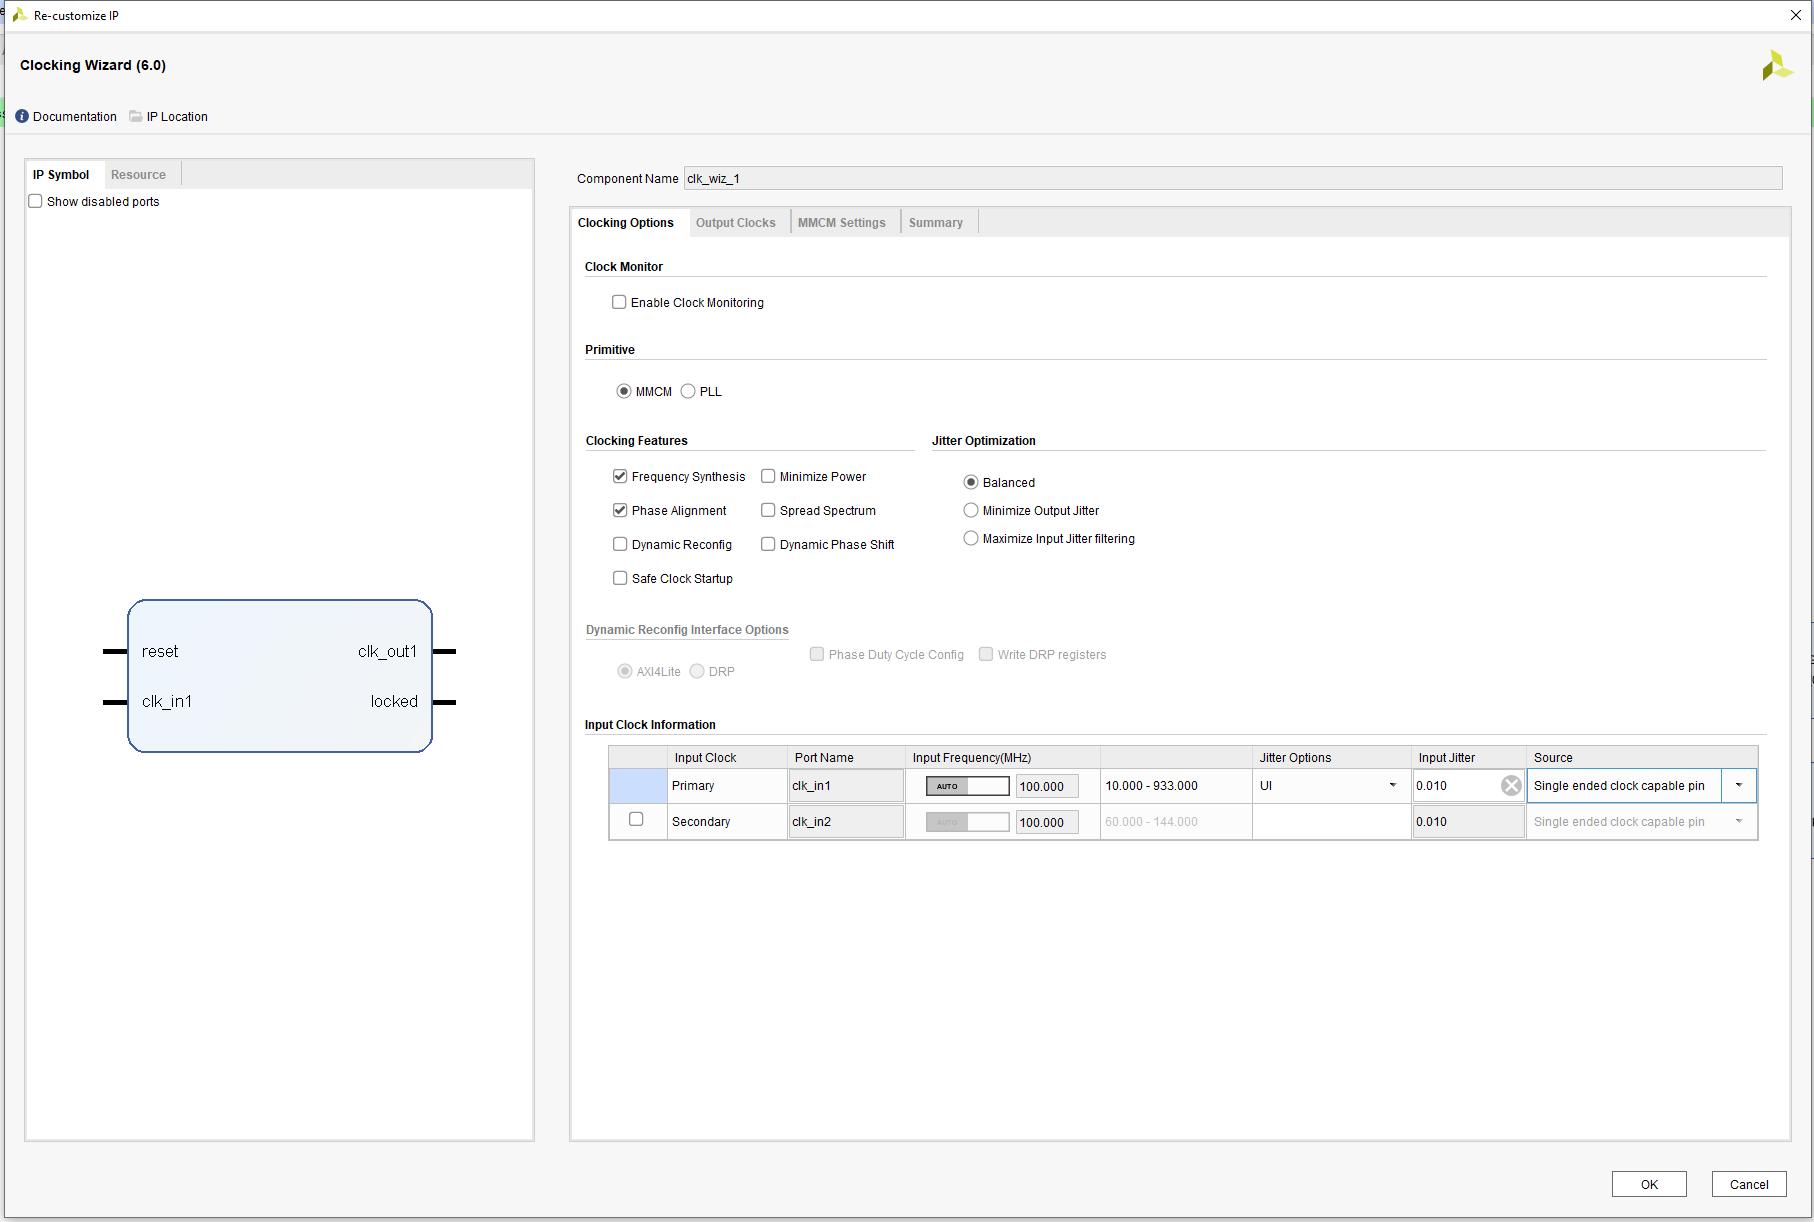 Re-customize IP
Clocking Wizard (6.0)
Documentation IP Location
IP Symbol Resource
Show disabled ports
reset clk_out1
clk_in1 locked
Component Name clk_wiz_1
Clocking Options Output Clocks MMCM Settings Summary
Clock Monitor
Enable Clock Monitoring
Primitive
MMCM PLL
Clocking Features Jitter Optimization
Frequency Synthesis Minimize Power
Balanced
Phase Alignment Spread Spectrum
Minimize Output Jitter
Dynamic Reconfig Dynamic Phase Shift
Maximize Input Jitter filtering
Safe Clock Startup
Dynamic Reconfig Interface Options
Phase Duty Cycle Config Write DRP registers
AXI4Lite DRP
Input Clock Information
Input Clock Port Name Input Frequency(MHz) Jitter Options Input Jitter Source
Primary clk_in1 AUTO 100.000 10.000 - 933.000 UI 0.010 Single ended clock capable pin
Secondary clk_in2 AUTO 100.000 60.000 - 144.000 0.010 Single ended clock capable pin
OK Cancel